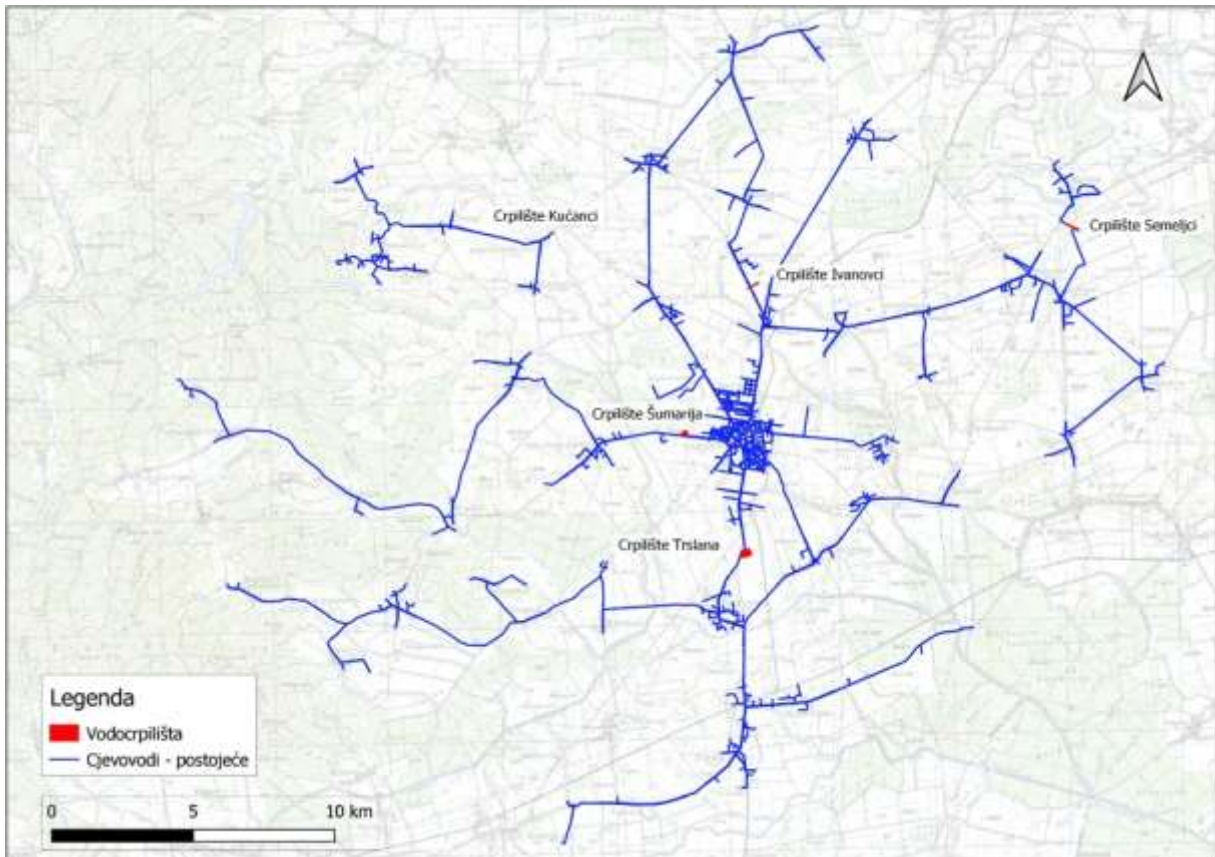 Crpilište Kućanci
Crpilište Semeljci
Crpilište Ivanovci
Crpilište Šumarija
Crpilište Trslana
Legenda
Vodocrpilišta
Cjevovodi - postojeće
0 5 10 km